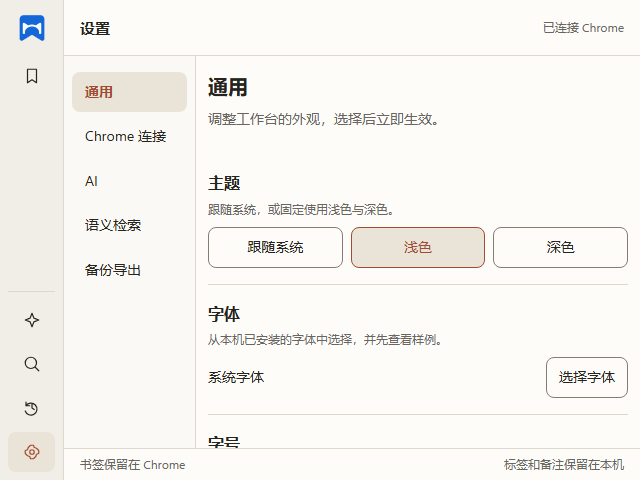 设置
已连接 Chrome
通用
Chrome 连接
AI
语义检索
备份导出
通用
调整工作台的外观，选择后立即生效。
主题
跟随系统，或固定使用浅色与深色。
跟随系统
浅色
深色
字体
从本机已安装的字体中选择，并先查看样例。
系统字体
选择字体
字号
书签保留在 Chrome
标签和备注保留在本机